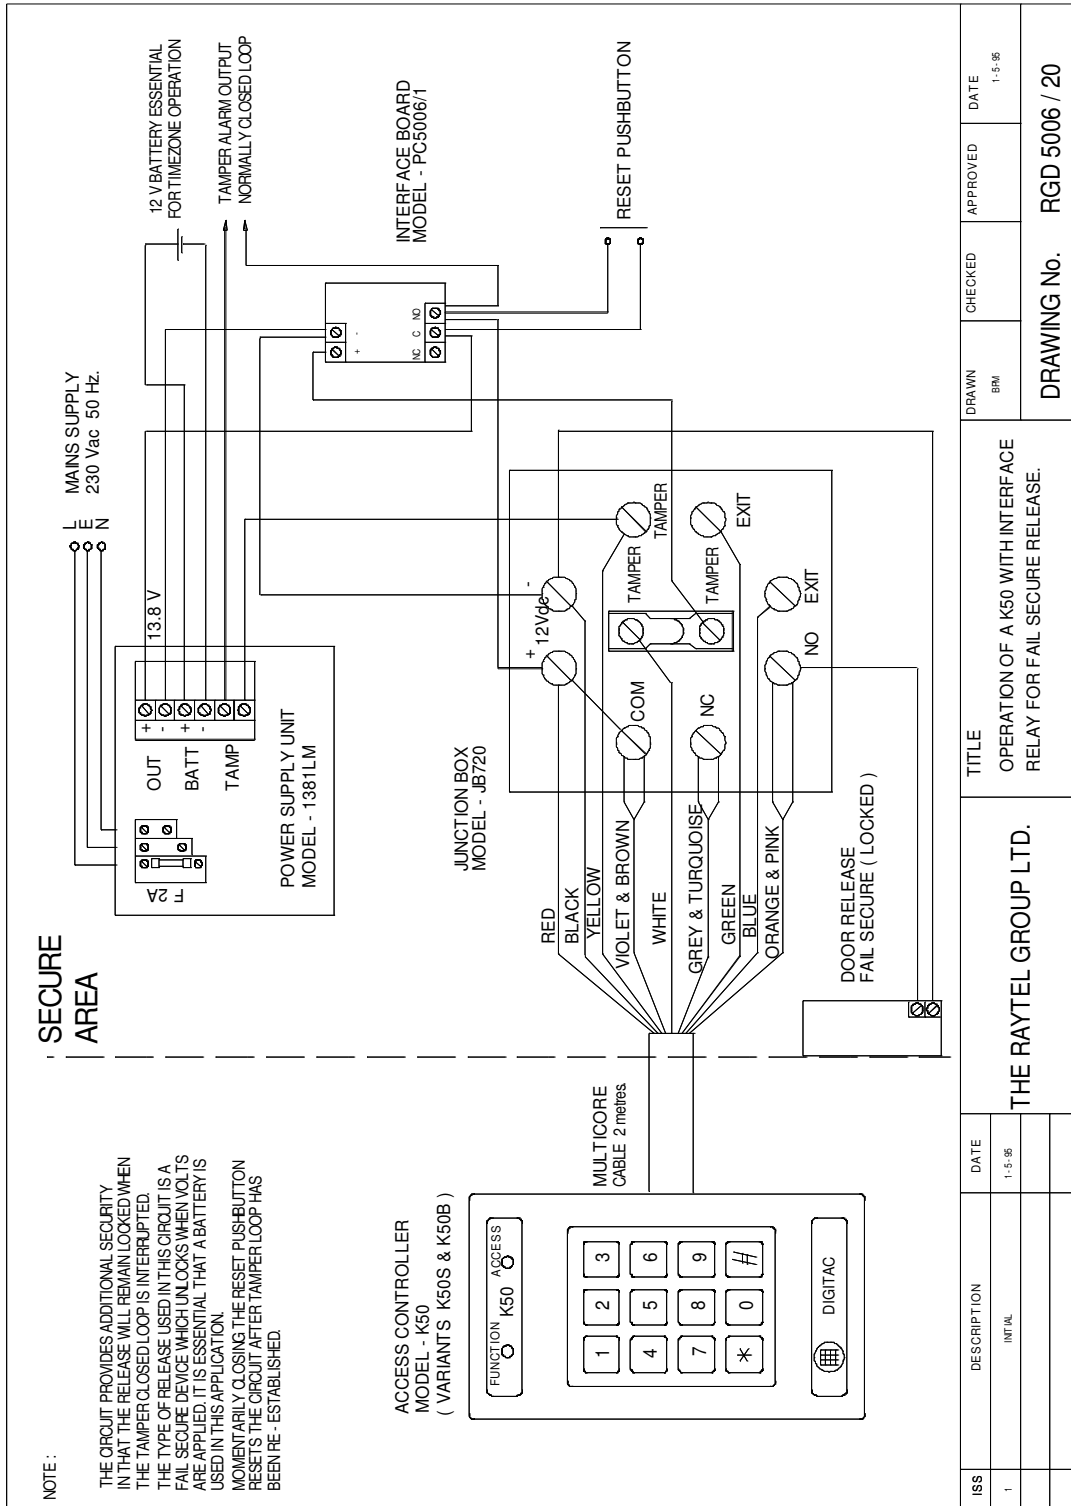 NOTE :
THE CIRCUIT PROVIDES ADDITIONAL SECURITY
IN THAT THE RELEASE WILL REMAIN LOCKED WHEN
THE TAMPER CLOSED LOOP IS INTERRUPTED.
THE TYPE OF RELEASE USED IN THIS CIRCUIT IS A
FAIL SECURE DEVICE WHICH UNLOCKS WHEN VOLTS
ARE APPLIED. IT IS ESSENTIAL THAT A BATTERY IS
USED IN THIS APPLICATION.
MOMENTARILY CLOSING THE RESET PUSHBUTTON
RESETS THE CIRCUIT AFTER TAMPER LOOP HAS
BEEN RE - ESTABLISHED.
SECURE
AREA
MAINS SUPPLY
230 Vac 50 Hz.
L
E
N
12 V BATTERY ESSENTIAL
FOR TIMEZONE OPERATION
TAMPER ALARM OUTPUT
NORMALLY CLOSED LOOP
F 2A
OUT
BATT
TAMP
+
-
+
-
13.8 V
POWER SUPPLY UNIT
MODEL - 1381LM
INTERFACE BOARD
MODEL - PC5006/1
+
-
NC
C
NO
RESET PUSHBUTTON
ACCESS CONTROLLER
MODEL - K50
( VARIANTS K50S & K50B )
FUNCTION
K50
ACCESS
1
2
3
4
5
6
7
8
9
*
0
#
DIGITAC
MULTICORE
CABLE 2 metres
JUNCTION BOX
MODEL - JB720
RED
BLACK
YELLOW
VIOLET & BROWN
WHITE
GREY & TURQUOISE
GREEN
BLUE
ORANGE & PINK
+
12Vdc
-
COM
TAMPER
TAMPER
NC
TAMPER
EXIT
NO
EXIT
DOOR RELEASE
FAIL SECURE ( LOCKED )
ISS
DESCRIPTION
DATE
1
INITIAL
1-5-95
THE RAYTEL GROUP LTD.
TITLE
OPERATION OF A K50 WITH INTERFACE
RELAY FOR FAIL SECURE RELEASE.
DRAWN
CHECKED
APPROVED
DATE
BPM
1-5-95
DRAWING No.
RGD 5006 / 20